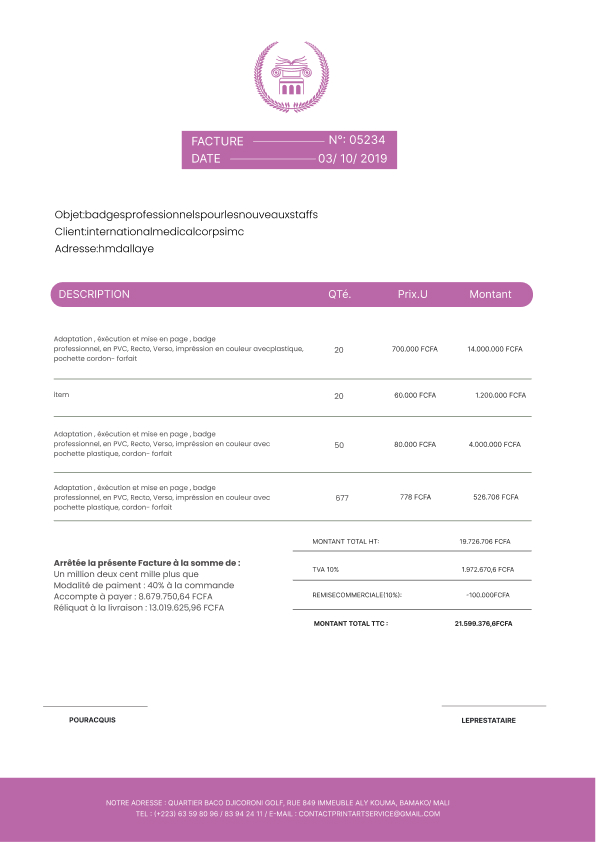 FACTURE N°: 05234
DATE 03/ 10/ 2019
Objet:badgesprofessionnelspourlesnouveauxstaffs
Client:internationalmedicalcorpsimc
Adresse:hmdallaye
DESCRIPTION QTé. Prix.U Montant
Adaptation , éxécution et mise en page , badge
professionnel, en PVC, Recto, Verso, impréssion en couleur avecplastique,
pochette cordon- forfait
20 700.000 FCFA 14.000.000 FCFA
Item 20 60.000 FCFA 1.200.000 FCFA
Adaptation , éxécution et mise en page , badge
professionnel, en PVC, Recto, Verso, impréssion en couleur avec
pochette plastique, cordon- forfait
50 80.000 FCFA 4.000.000 FCFA
Adaptation , éxécution et mise en page , badge
professionnel, en PVC, Recto, Verso, impréssion en couleur avec
pochette plastique, cordon- forfait
677 778 FCFA 526.706 FCFA
MONTANT TOTAL HT: 19.726.706 FCFA
TVA 10% 1.972.670,6 FCFA
REMISECOMMERCIALE(10%): -100.000FCFA
MONTANT TOTAL TTC : 21.599.376,6FCFA
Arrêtée la présente Facture à la somme de :
Un million deux cent mille plus que
Modalité de paiment : 40% à la commande
Accompte à payer : 8.679.750,64 FCFA
Réliquat à la livraison : 13.019.625,96 FCFA
POURACQUIS LEPRESTATAIRE
NOTRE ADRESSE : QUARTIER BACO DJICORONI GOLF, RUE 649 IMMEUBLE ALY KOUMA, BAMAKO/ MALI
TEL : (+223) 63 59 80 96 / 83 94 24 11 / E-MAIL : CONTACTPRINTARTSERVICE@GMAIL.COM